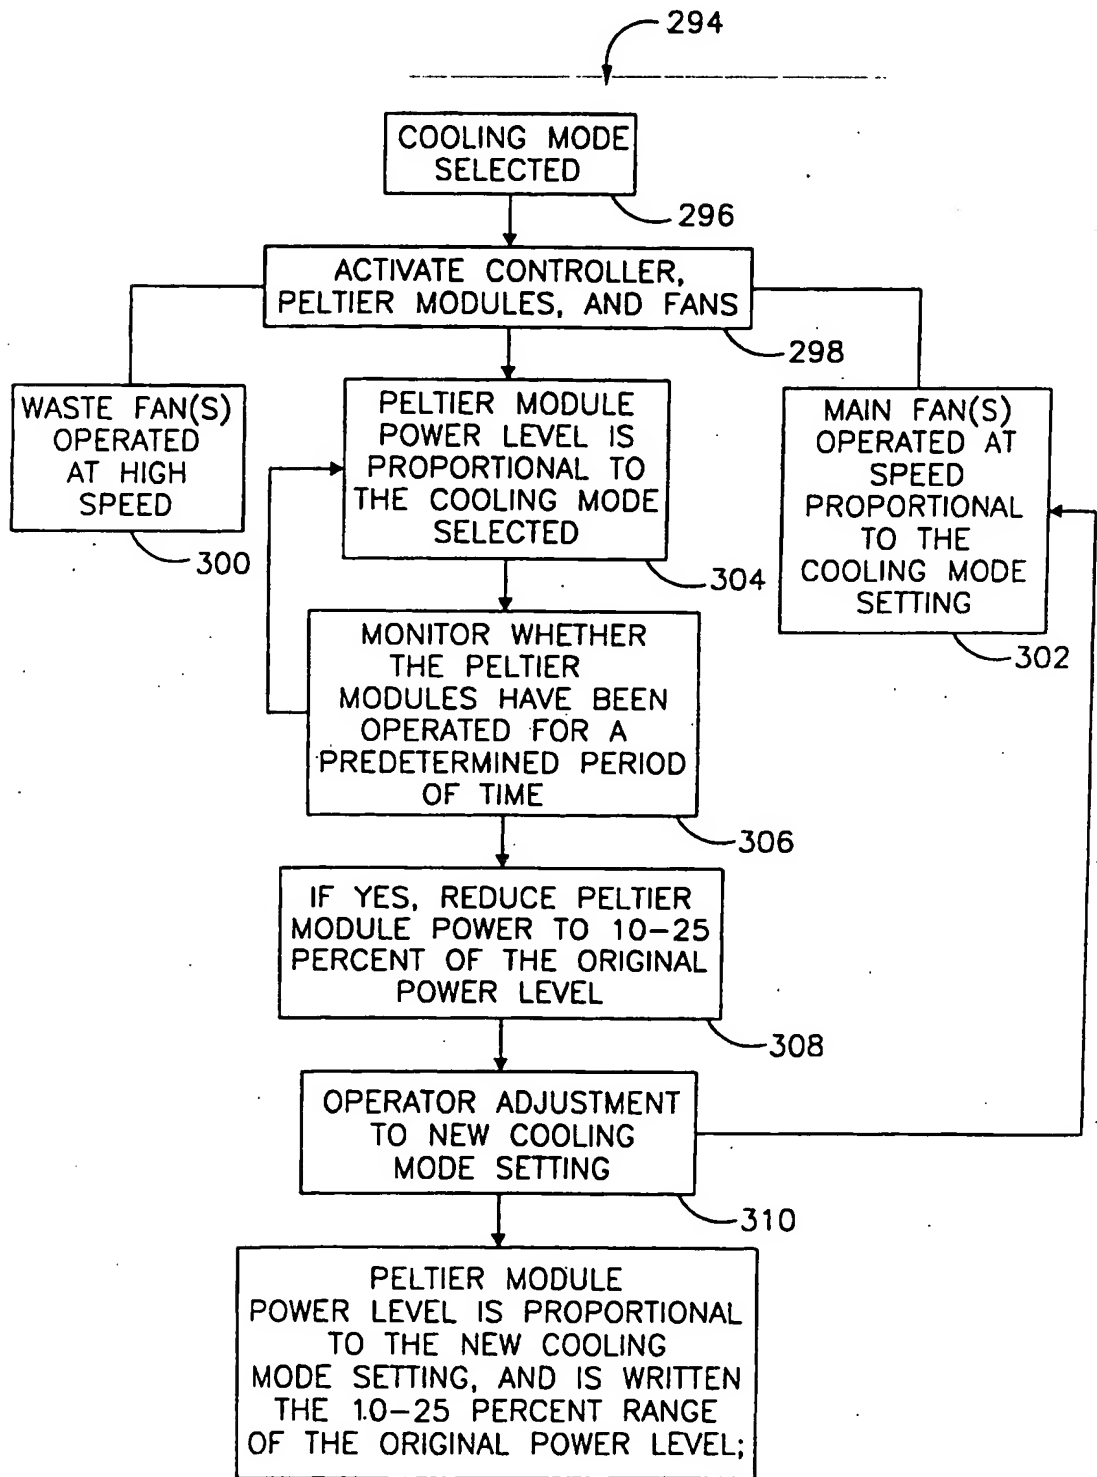 294
COOLING MODE
SELECTED
296
ACTIVATE CONTROLLER,
PELTIER MODULES, AND FANS
298
WASTE FAN(S)
OPERATED
AT HIGH
SPEED
300
PELTIER MODULE
POWER LEVEL IS
PROPORTIONAL TO
THE COOLING MODE
SELECTED
304
MAIN FAN(S)
OPERATED AT
SPEED
PROPORTIONAL
TO THE
COOLING MODE
SETTING
302
MONITOR WHETHER
THE PELTIER
MODULES HAVE BEEN
OPERATED FOR A
PREDETERMINED PERIOD
OF TIME
306
IF YES, REDUCE PELTIER
MODULE POWER TO 10-25
PERCENT OF THE ORIGINAL
POWER LEVEL
308
OPERATOR ADJUSTMENT
TO NEW COOLING
MODE SETTING
310
PELTIER MODULE
POWER LEVEL IS PROPORTIONAL
TO THE NEW COOLING
MODE SETTING, AND IS WRITTEN
THE 10-25 PERCENT RANGE
OF THE ORIGINAL POWER LEVEL;